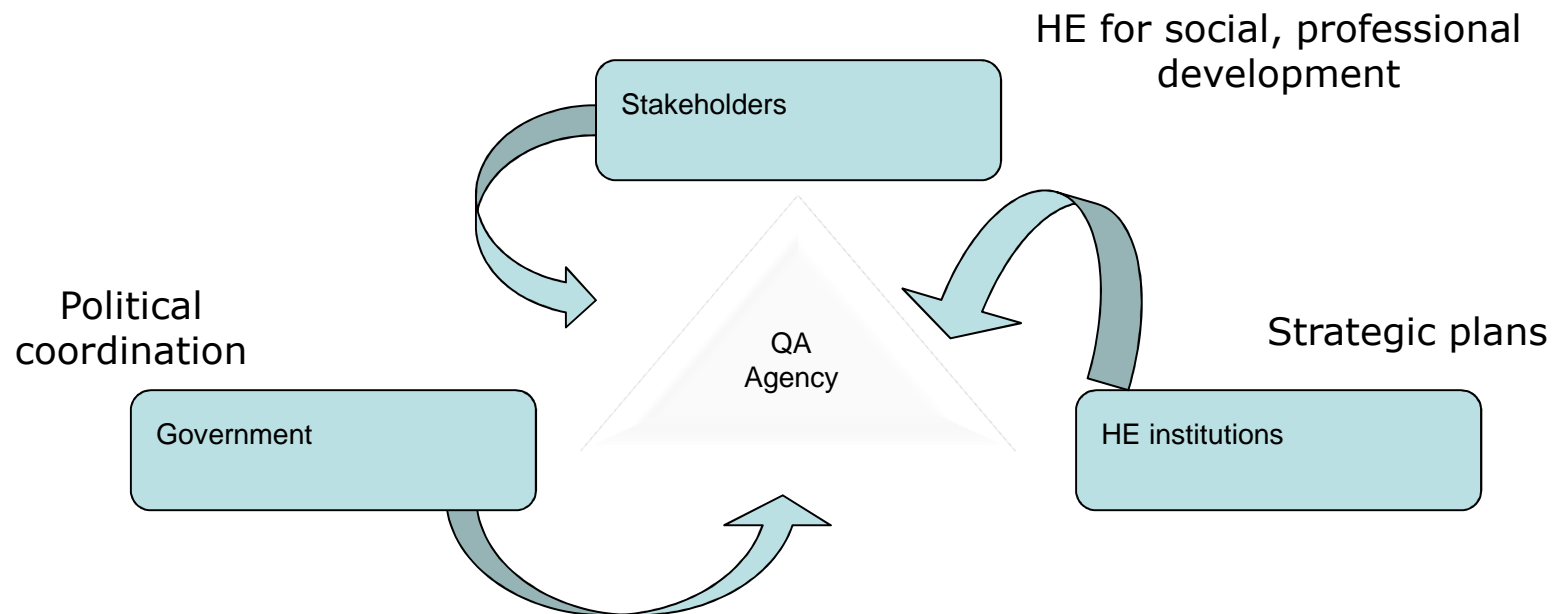 HE for social, professional
development
Stakeholders
Political
coordination
QA
Agency
Strategic plans
Government
HE institutions